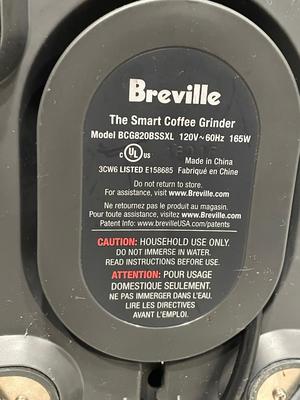 Breville
The Smart Coffee Grinder
Model BCG820BSSXL 120V~60Hz 165W
C UL US
Made in China
3CW6 LISTED E158685 Fabriqué en Chine
Do not return to store.
For assistance, visit www.Breville.com.
Ne retournez pas le produit au magasin.
Pour toute assistance, visitez www.Breville.com
Patent Info: www.brevilleUSA.com/patents
CAUTION: HOUSEHOLD USE ONLY.
DO NOT IMMERSE IN WATER.
READ INSTRUCTIONS BEFORE USE.
ATTENTION: POUR USAGE
DOMESTIQUE SEULEMENT.
NE PAS IMMERGER DANS L'EAU.
LIRE LES DIRECTIVES
AVANT L'EMPLOI.